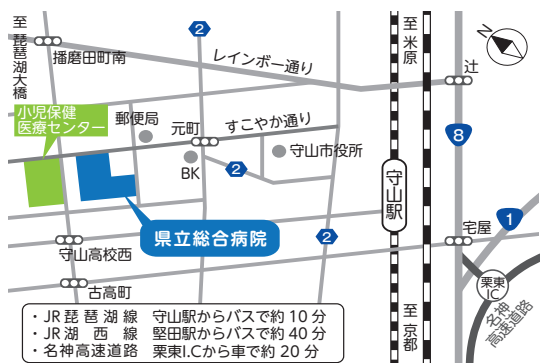 至琵琶湖大橋
播磨田町南
2
レインボー通り
至米原
N
辻
小児保健
医療センター
郵便局
元町
すこやか通り
8
BK
2
守山市役所
守山駅
1
県立総合病院
2
宅屋
守山高校西
古高町
栗東
IC
至京都
名神
高速道路
・JR琵琶湖線 守山駅からバスで約10分
・JR湖西線 堅田駅からバスで約40分
・名神高速道路 栗東I.Cから車で約20分